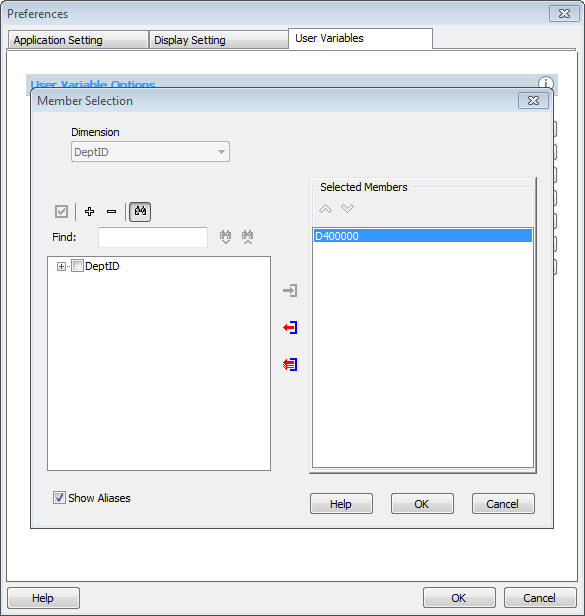 Preferences
Application Setting
Display Setting
User Variables
User Variable Options
Member Selection
Dimension
DeptID
Selected Members
Find:
D400000
DeptID
Show Aliases
Help
OK
Cancel
Help
OK
Cancel